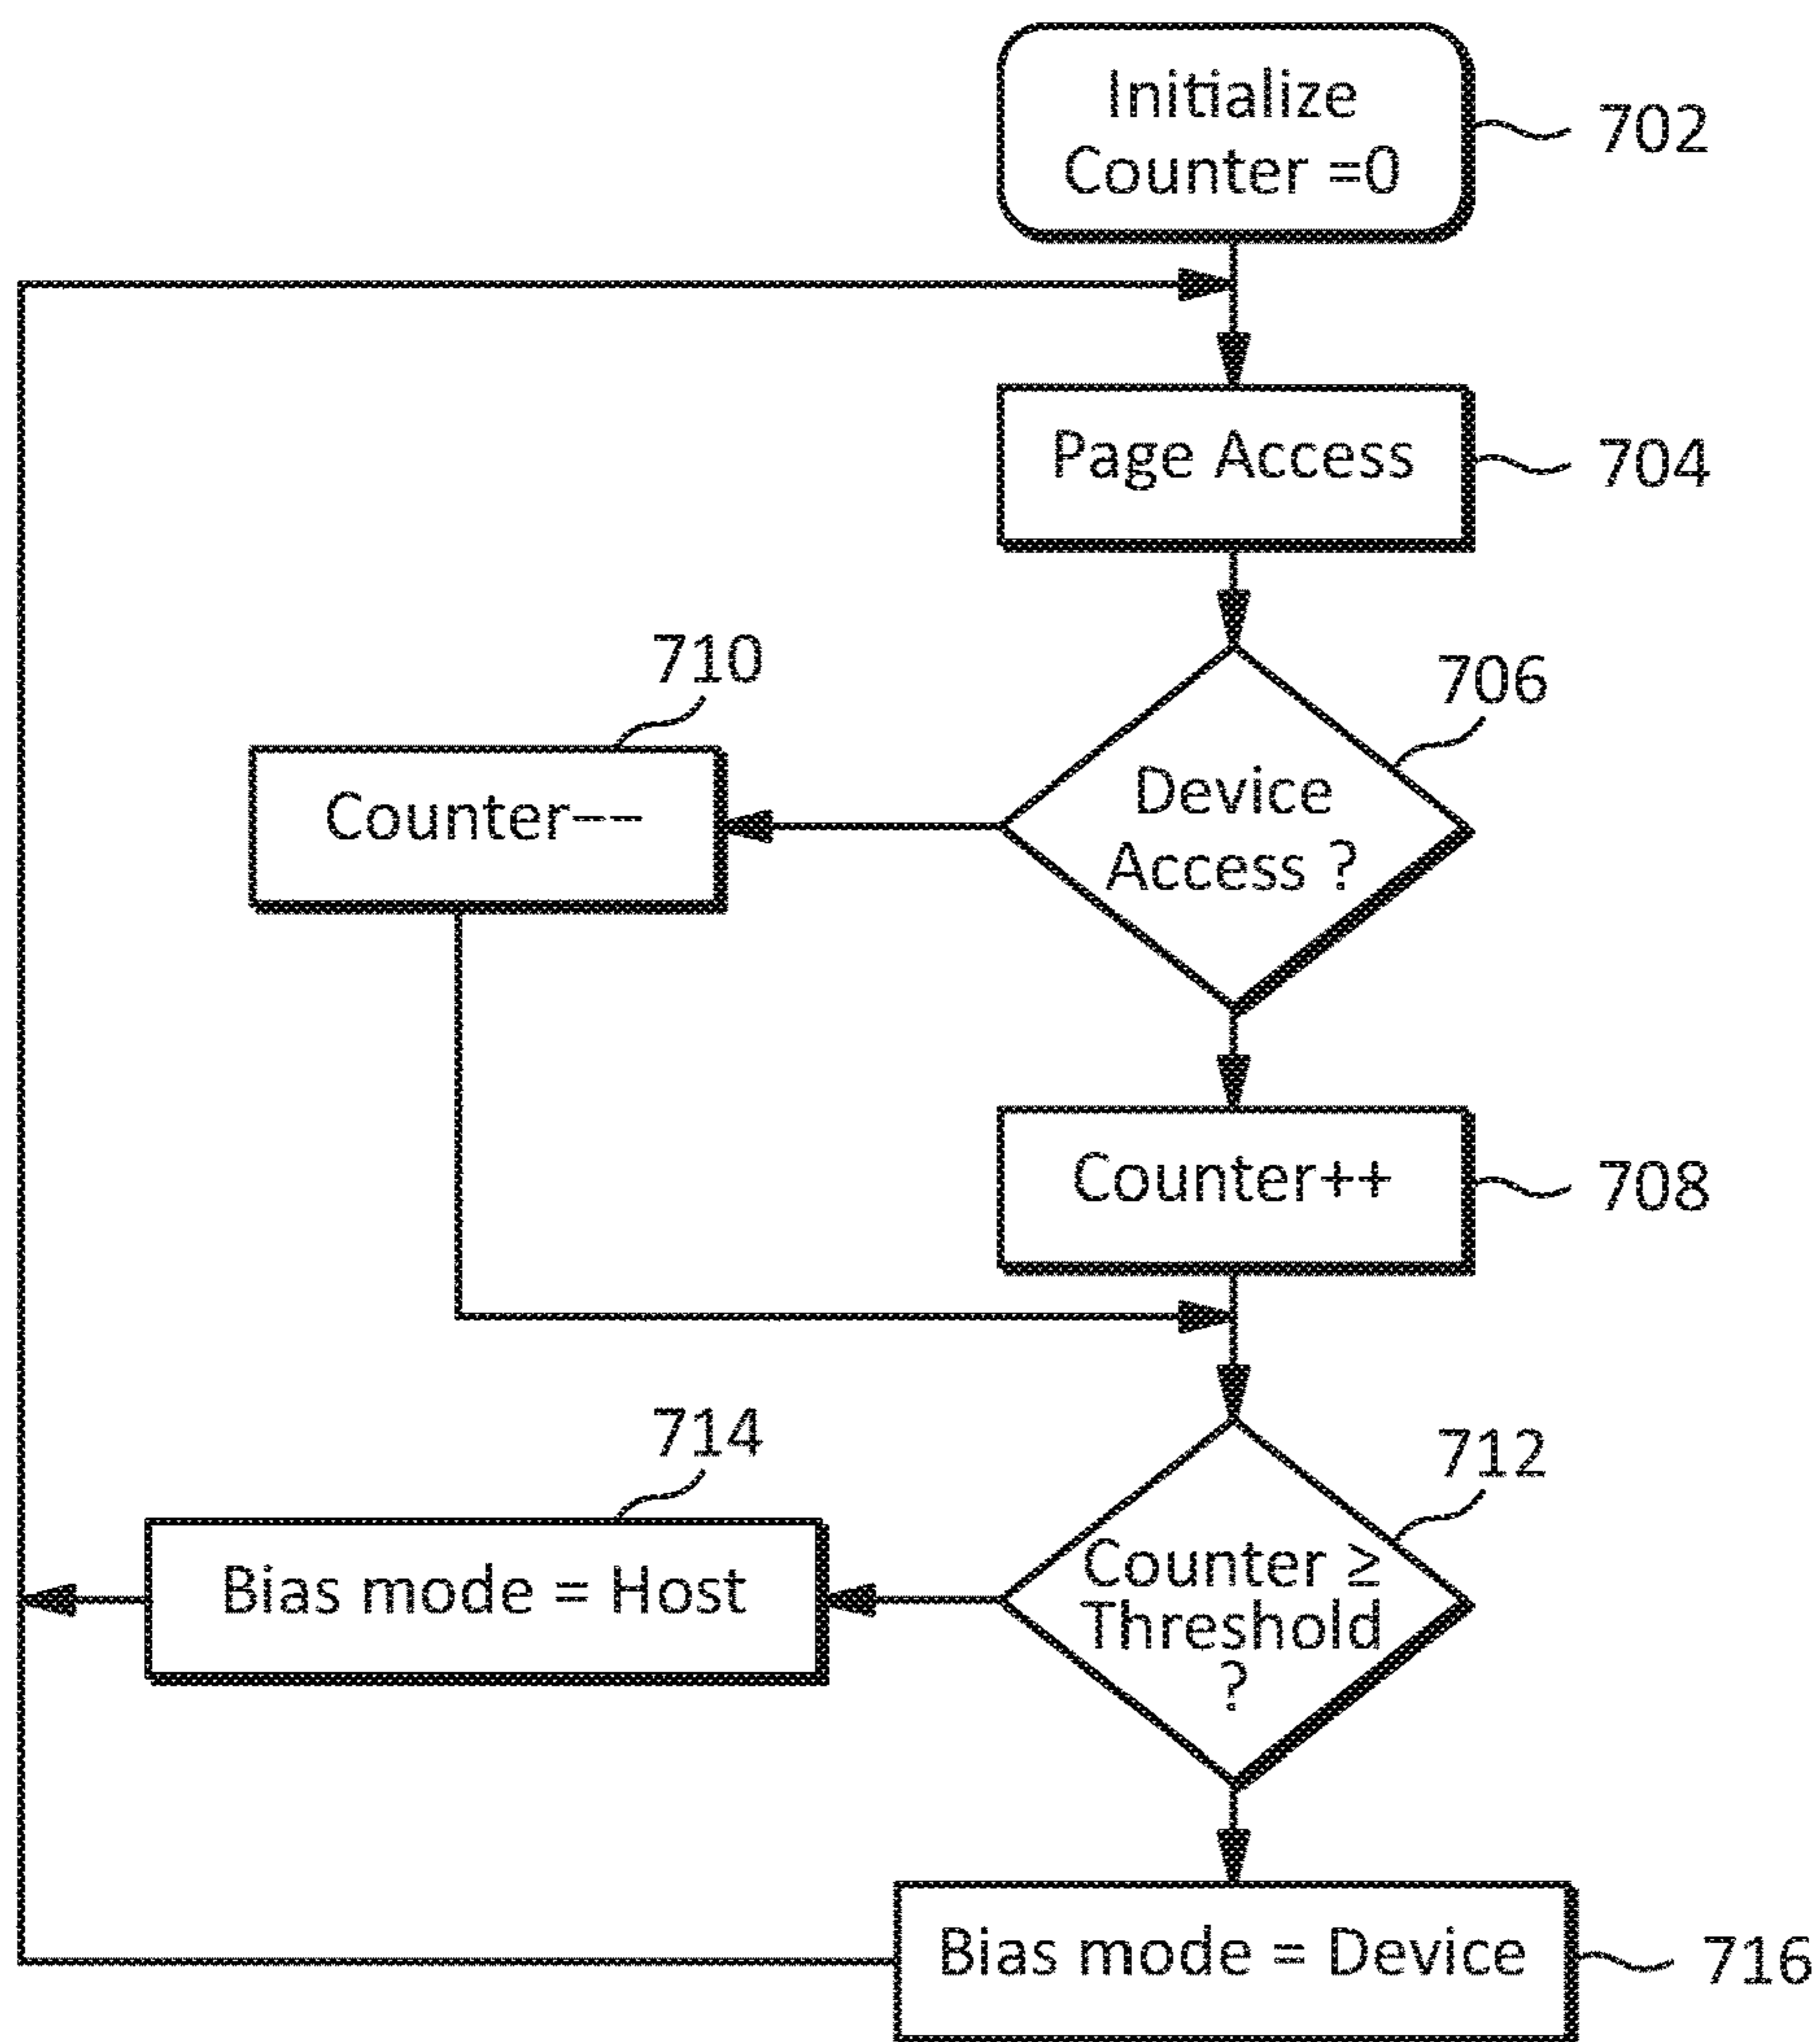 Initialize
Counter =0
702
Page Access
704
710
706
Counter--
Device
Access ?
Counter++
708
714
712
Bias mode = Host
Counter ≥
Threshold
?
Bias mode = Device
716